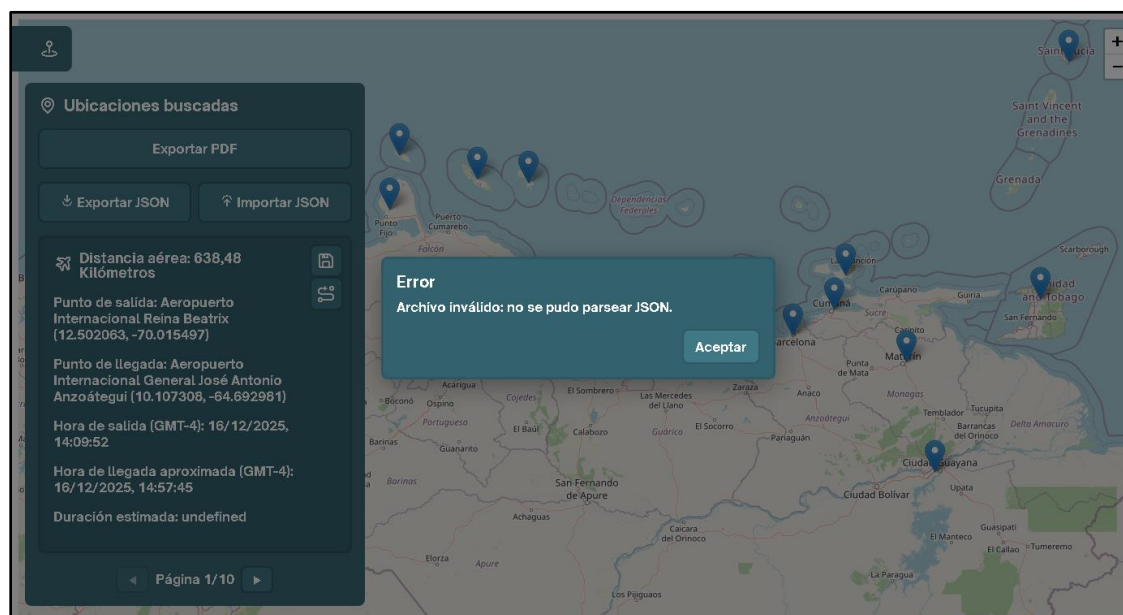 Ubicaciones buscadas
Exportar PDF
Exportar JSON
Importar JSON
Distancia aérea: 638,48
Kilómetros
Punto de salida: Aeropuerto
Internacional Reina Beatrix
(12.502063, -70.015497)
Punto de llegada: Aeropuerto
Internacional General José Antonio
Anzoátegui (10.107308, -64.692981)
Hora de salida (GMT-4): 16/12/2025,
14:09:52
Hora de llegada aproximada (GMT-4):
16/12/2025, 14:57:45
Duración estimada: undefined
Página 1/10
Error
Archivo inválido: no se pudo parsear JSON.
Aceptar
+
−
Saint Vincent
and the
Grenadines
Grenada
Dependencias
Federales
Punto
Fijo
Puerto
Cumarebo
Falcón
Scarborough
and Tobago
San Fernando
Carúpano
Güiria
Sucre
Caripito
Punta
de Mata
Monagas
Temblador
Tucupita
Barrancas
del Orinoco
Delta Amacuro
Acarigua
Boconó
Ospino
Cojedes
El Sombrero
Las Mercedes
del Llano
Zaraza
Anaco
Anzoátegui
Portuguesa
El Baúl
Calabozo
Guárico
El Socorro
Pariaguán
Barinas
Guanarito
Barinas
San Fernando
de Apure
Ciudad Guayana
Ciudad Bolívar
Upata
Achaguas
Caicara
del Orinoco
Guasipati
El Manteco
El Callao
Tumeremo
Elorza
Apure
La Paragua
Los Pijiguaos